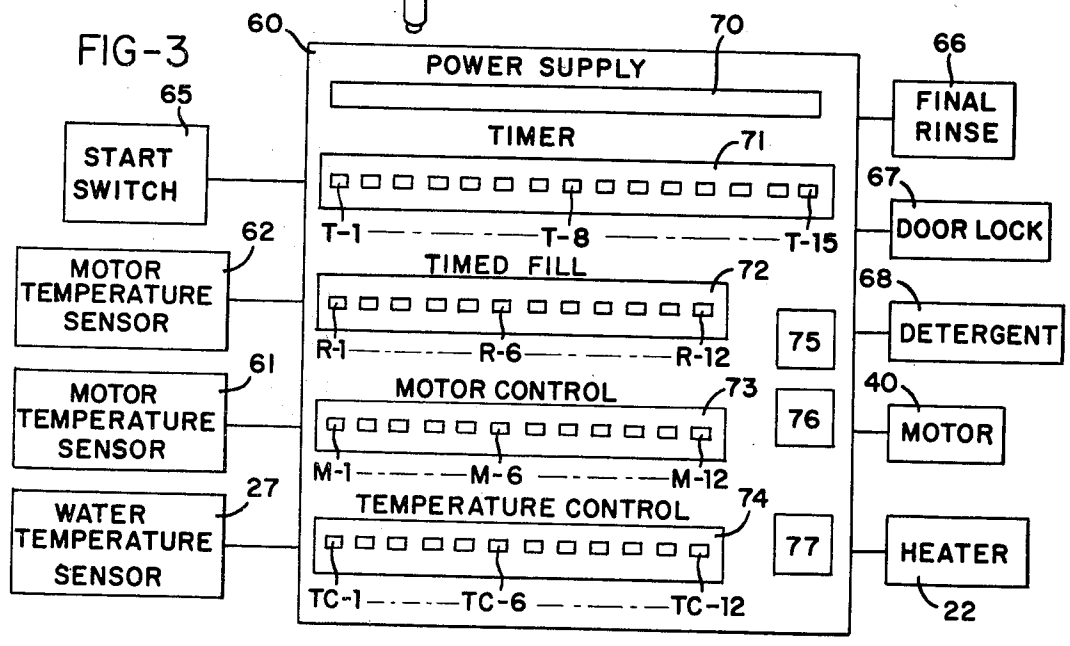 FIG-3
60
70
POWER SUPPLY
66
FINAL
RINSE
65
START
SWITCH
TIMER
71
T-1
T-8
T-15
67
DOOR LOCK
62
MOTOR
TEMPERATURE
SENSOR
TIMED FILL
72
R-1
R-6
R-12
68
DETERGENT
75
61
MOTOR
TEMPERATURE
SENSOR
MOTOR CONTROL
73
M-1
M-6
M-12
76
40
MOTOR
27
WATER
TEMPERATURE
SENSOR
TEMPERATURE CONTROL
74
TC-1
TC-6
TC-12
77
HEATER
22